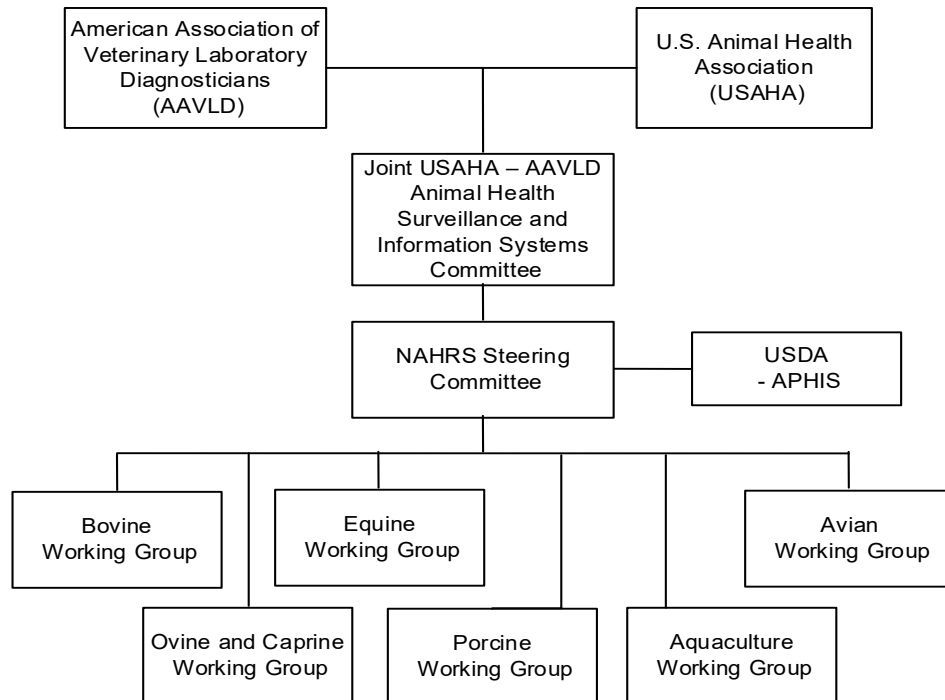 American Association of
Veterinary Laboratory
Diagnosticians
(AAVLD)
U.S. Animal Health
Association
(USAHA)
Joint USAHA – AAVLD
Animal Health
Surveillance and
Information Systems
Committee
NAHRS Steering
Committee
USDA
- APHIS
Bovine
Working Group
Equine
Working Group
Avian
Working Group
Ovine and Caprine
Working Group
Porcine
Working Group
Aquaculture
Working Group